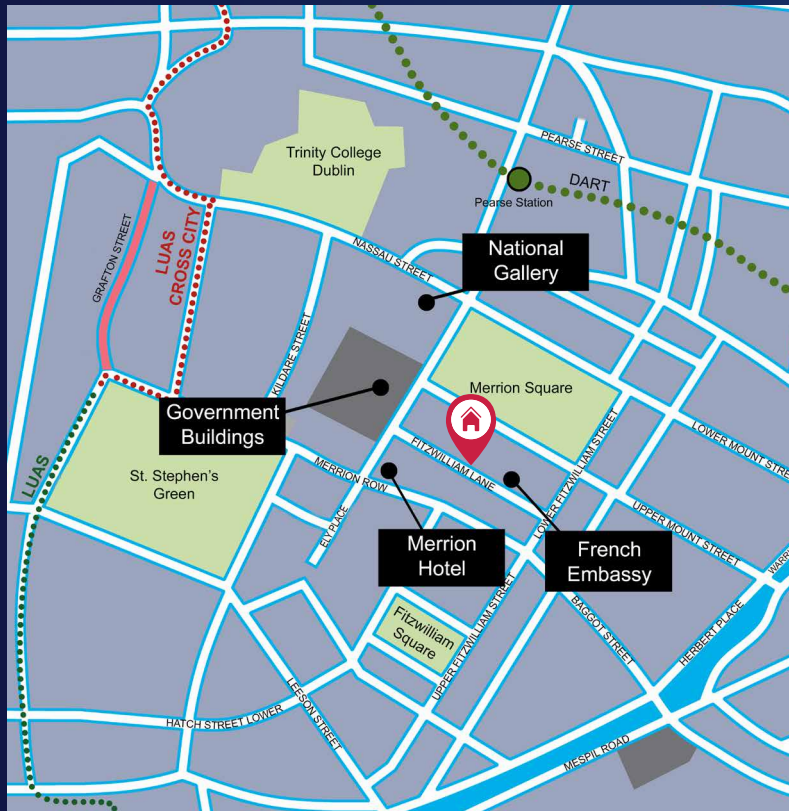 Trinity College
Dublin
PEARSE STREET
DART
Pearse Station
NASSAU STREET
National
Gallery
GRAFTON STREET
LUAS
CROSS CITY
KILDARE STREET
Merrion Square
Government
Buildings
LOWER MOUNT STREE
FITZWILLIAM LANE
LOWER FITZWILLIAM STREET
LUAS
St. Stephen's
Green
MERRION ROW
UPPER MOUNT STREET
ELY PLACE
Merrion
Hotel
French
Embassy
WARRI
BAGGOT STREET
HERBERT PLACE
Fitzwilliam
Square
UPPER FITZWILLIAM STREET
LEESON STREET
HATCH STREET LOWER
MESPIL ROAD